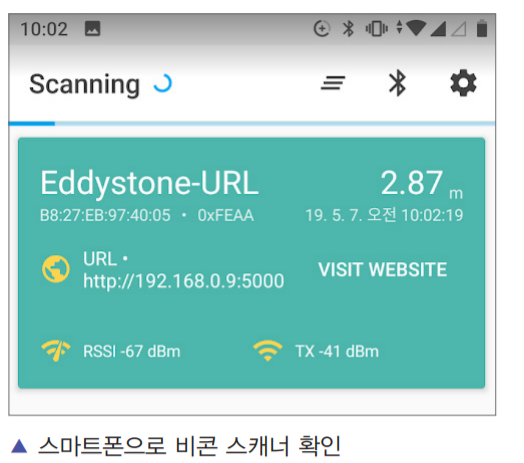 10:02
Scanning
Eddystone-URL
2.87 m
B8:27:EB:97:40:05 • 0xFEAA
19. 5. 7. 오전 10:02:19
URL •
http://192.168.0.9:5000
VISIT WEBSITE
RSSI -67 dBm
TX -41 dBm
▲ 스마트폰으로 비콘 스캐너 확인